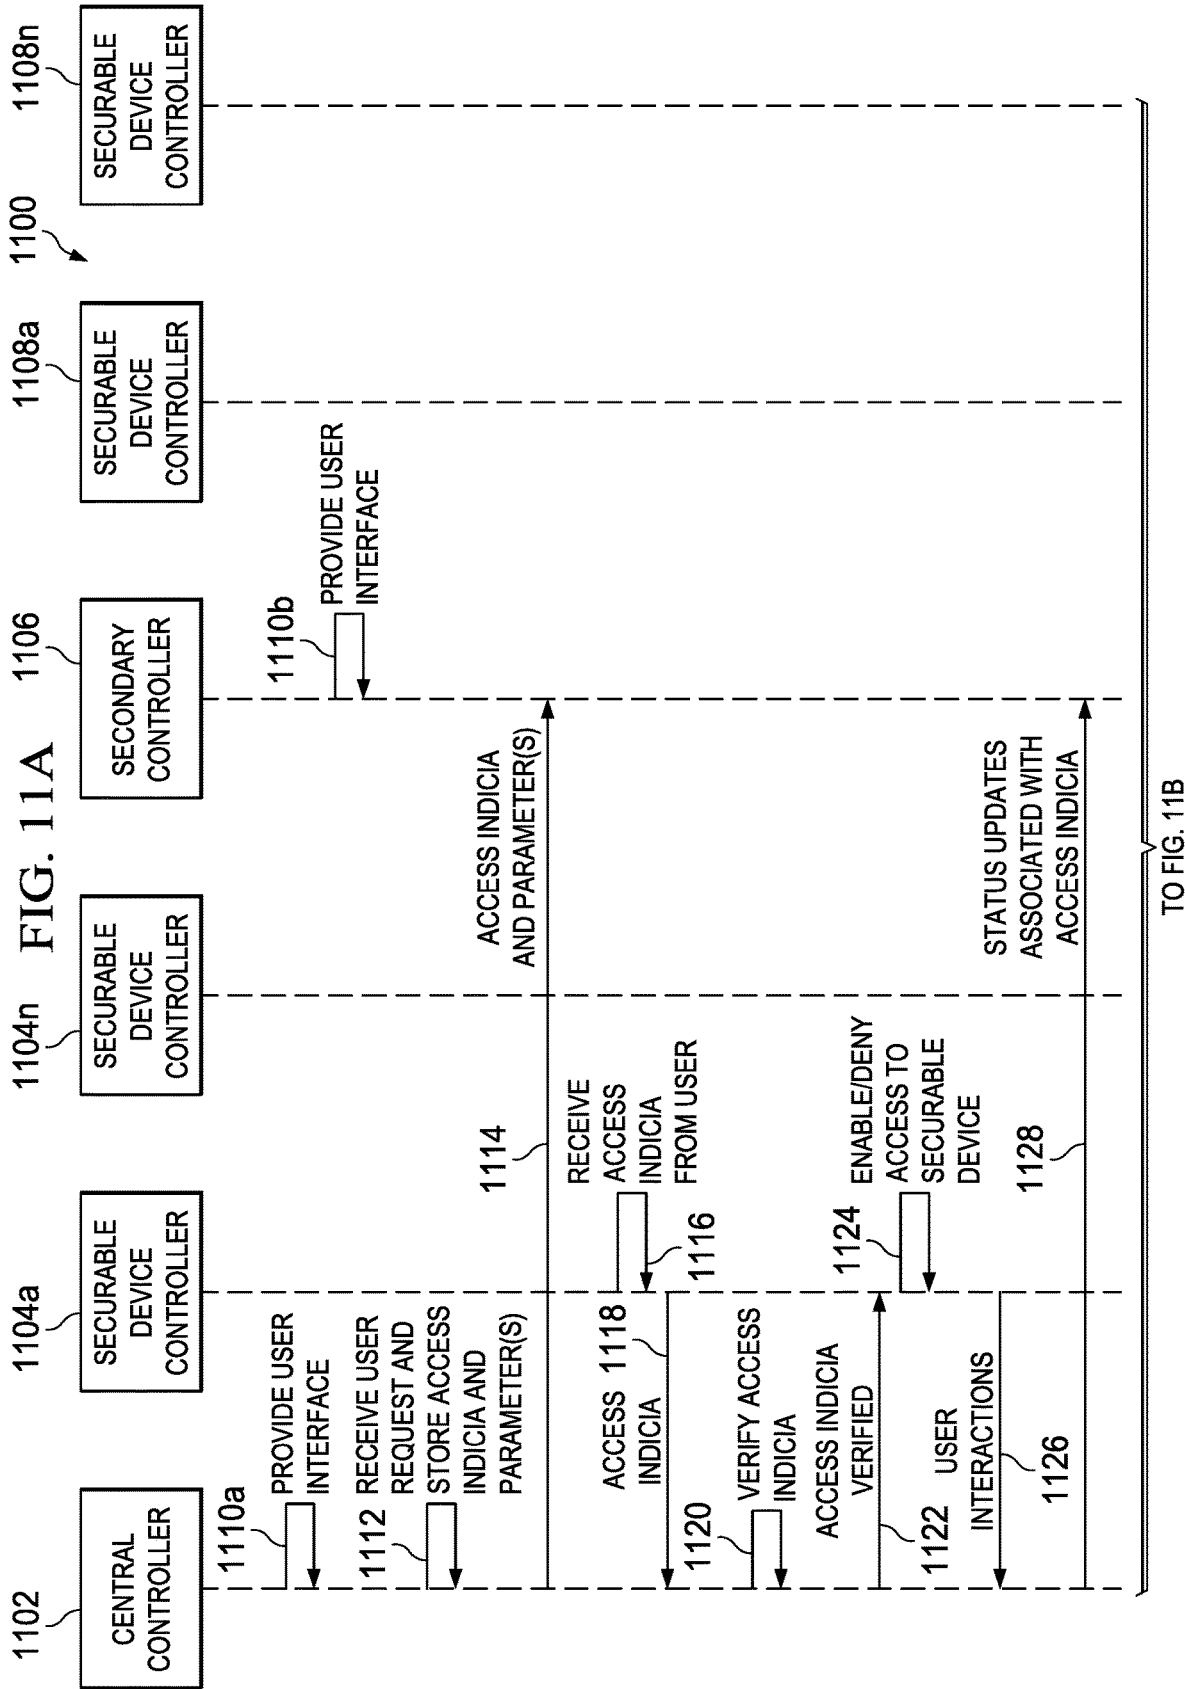 FIG. 11A
1100
1102
CENTRAL
CONTROLLER
1104a
SECURABLE
DEVICE
CONTROLLER
1104n
SECURABLE
DEVICE
CONTROLLER
1106
SECONDARY
CONTROLLER
1108a
SECURABLE
DEVICE
CONTROLLER
1108n
SECURABLE
DEVICE
CONTROLLER
1110a
PROVIDE USER
INTERFACE
1110b
PROVIDE USER
INTERFACE
1112
RECEIVE USER
REQUEST AND
STORE ACCESS
INDICIA AND
PARAMETER(S)
1114
ACCESS INDICIA
AND PARAMETER(S)
RECEIVE
ACCESS
INDICIA
FROM USER
1116
ACCESS
INDICIA
1118
1120
VERIFY ACCESS
INDICIA
ACCESS INDICIA
VERIFIED
1122
1124
ENABLE/DENY
ACCESS TO
SECURABLE
DEVICE
USER
INTERACTIONS
1126
1128
STATUS UPDATES
ASSOCIATED WITH
ACCESS INDICIA
TO FIG. 11B